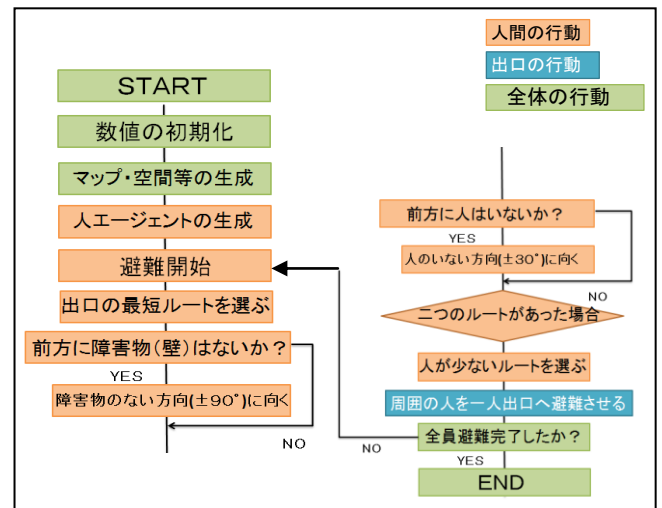 人間の行動
出口の行動
全体の行動
START
数値の初期化
マップ・空間等の生成
人エージェントの生成
避難開始
出口の最短ルートを選ぶ
前方に障害物(壁)はないか？
YES
障害物のない方向(±90°)に向く
NO
前方に人はいないか？
YES
人のいない方向(±30°)に向く
NO
二つのルートがあった場合
人が少ないルートを選ぶ
周囲の人を一人出口へ避難させる
全員避難完了したか？
NO
YES
END